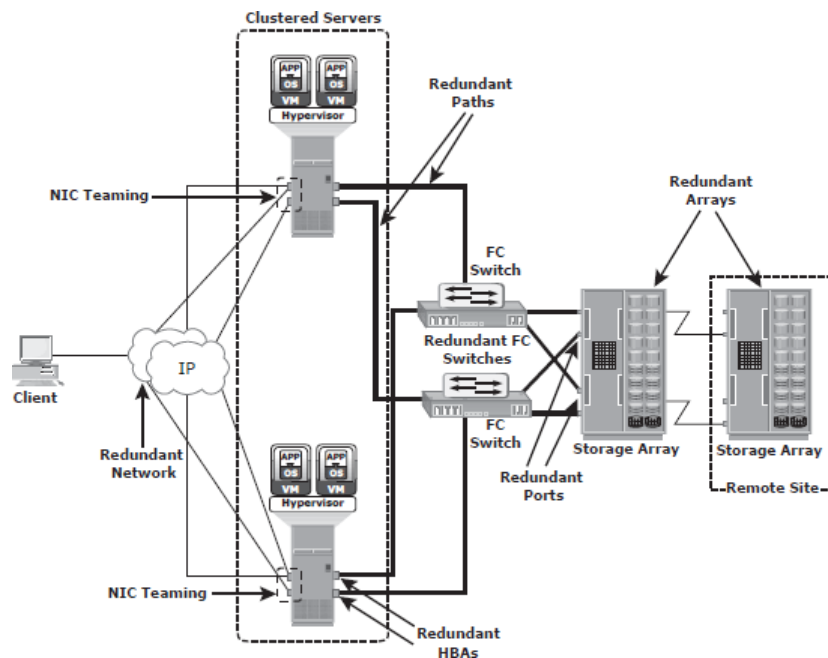 Clustered Servers
APP
OS
VM
APP
OS
VM
Hypervisor
Redundant
Paths
NIC Teaming
Redundant
Arrays
FC
Switch
Redundant FC
Switches
IP
Client
FC
Switch
Redundant
Network
Storage Array
Storage Array
Redundant
Ports
Remote Site
APP
OS
VM
APP
OS
VM
Hypervisor
NIC Teaming
Redundant
HBAs